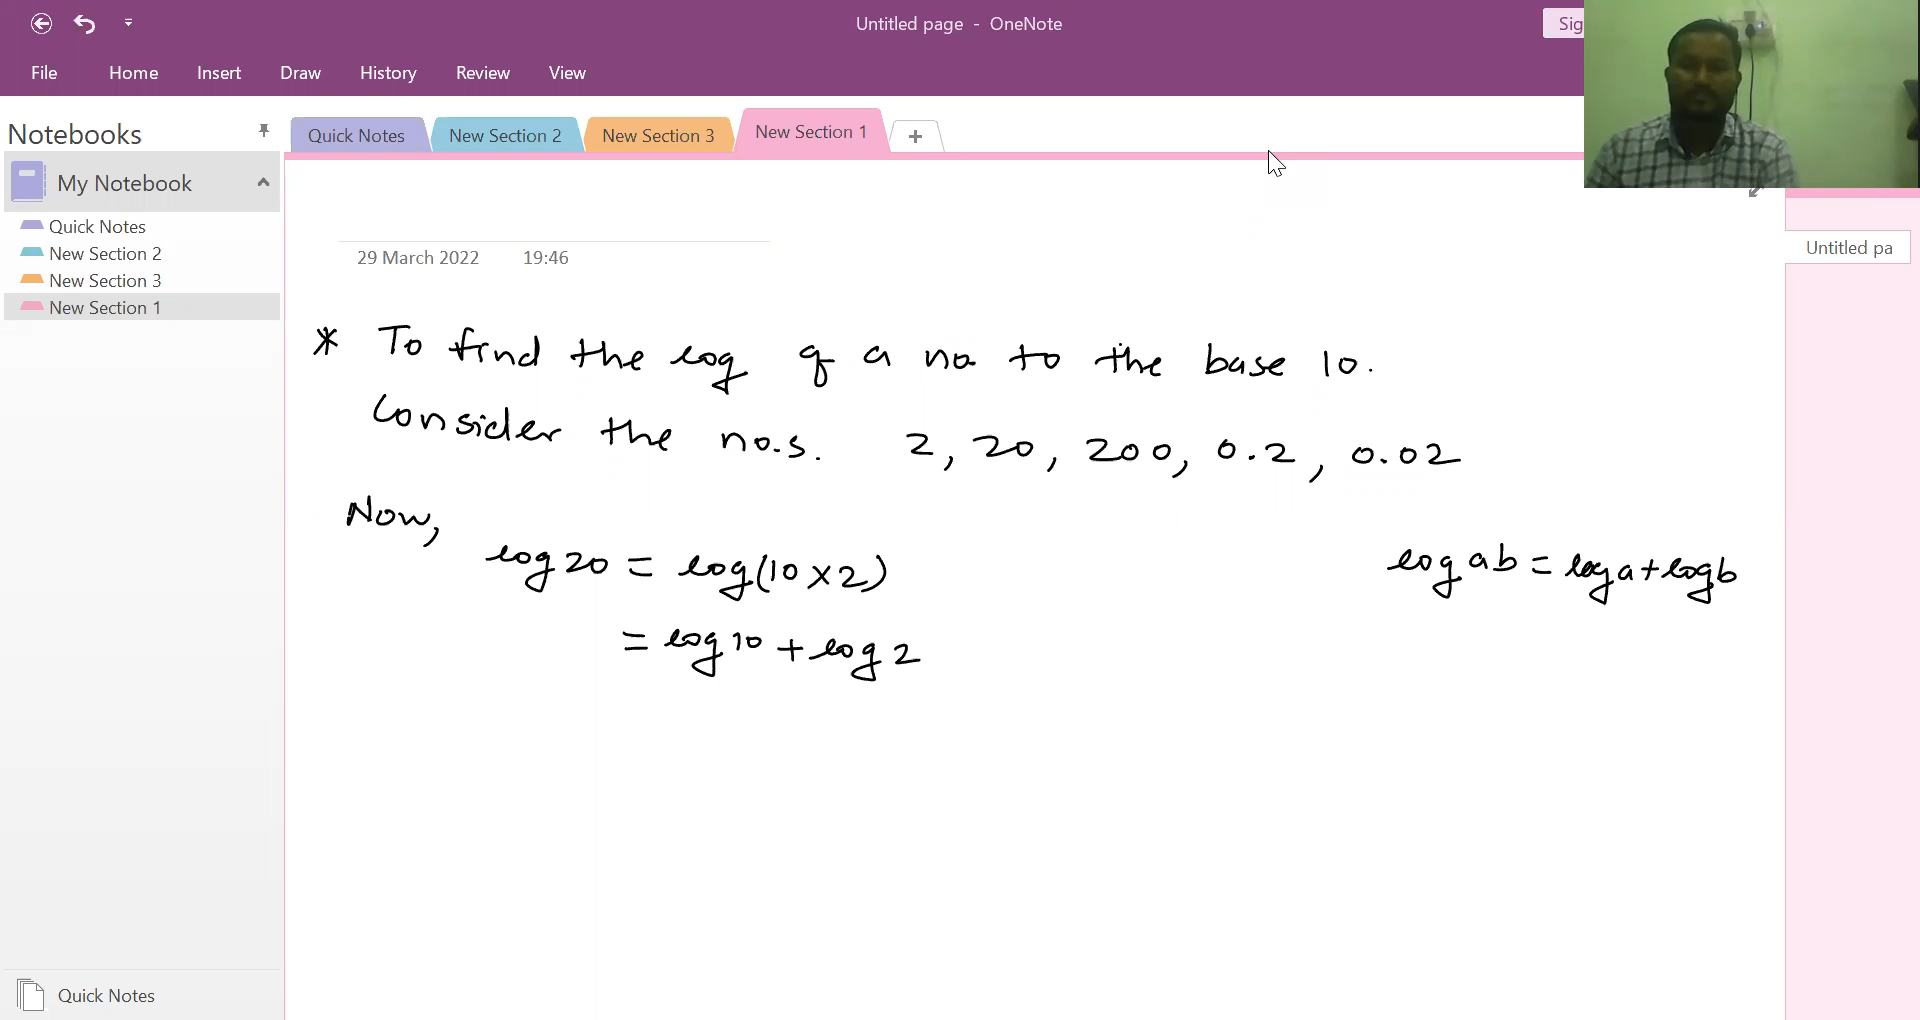 Untitled page - OneNote
Sig
File Home Insert Draw History Review View
Notebooks
Quick Notes New Section 2 New Section 3 New Section 1 +
My Notebook
Quick Notes
New Section 2
New Section 3
New Section 1
Untitled pa
29 March 2022 19:46
* To find the log of a no to the base 10.
Consider the no.s. 2, 20, 200, 0.2, 0.02
Now,
log 20 = log(10 × 2)
= log 10 + log 2
log ab = log a + log b
Quick Notes